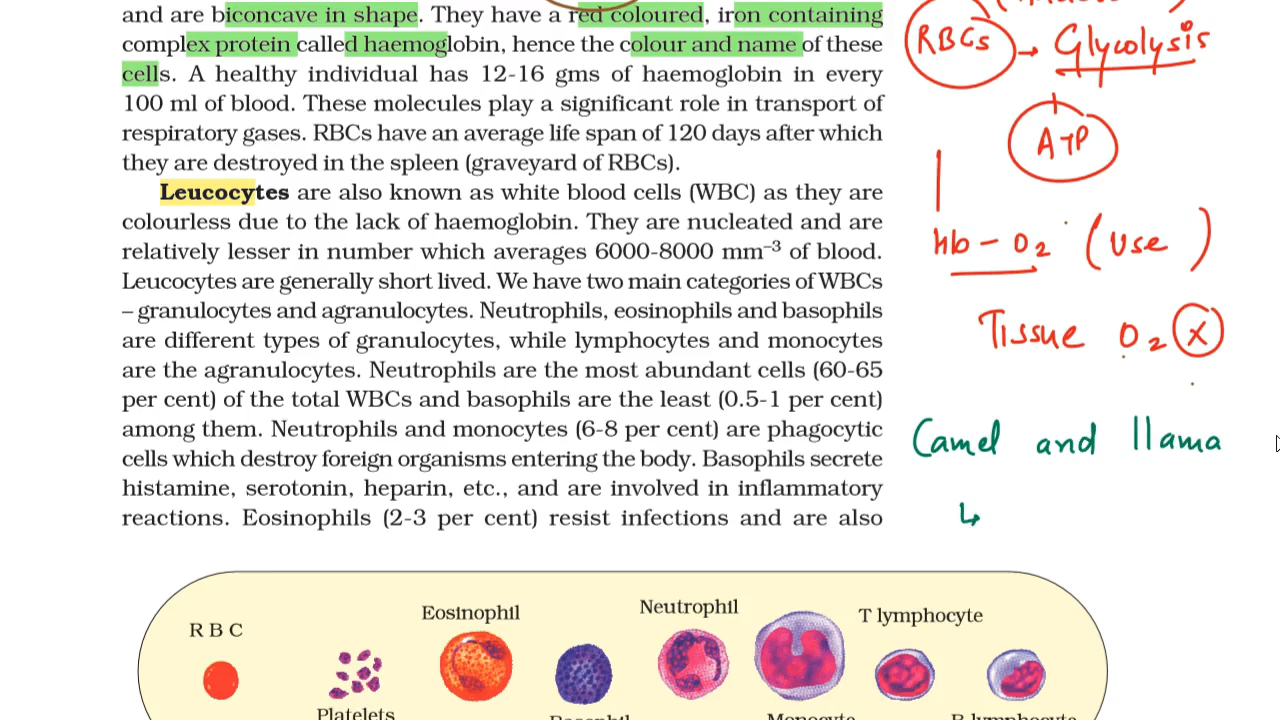 and are biconcave in shape. They have a red coloured, iron containing
complex protein called haemoglobin, hence the colour and name of these
cells. A healthy individual has 12-16 gms of haemoglobin in every
100 ml of blood. These molecules play a significant role in transport of
respiratory gases. RBCs have an average life span of 120 days after which
they are destroyed in the spleen (graveyard of RBCs).
Leucocytes are also known as white blood cells (WBC) as they are
colourless due to the lack of haemoglobin. They are nucleated and are
relatively lesser in number which averages 6000-8000 mm⁻³ of blood.
Leucocytes are generally short lived. We have two main categories of WBCs
– granulocytes and agranulocytes. Neutrophils, eosinophils and basophils
are different types of granulocytes, while lymphocytes and monocytes
are the agranulocytes. Neutrophils are the most abundant cells (60-65
per cent) of the total WBCs and basophils are the least (0.5-1 per cent)
among them. Neutrophils and monocytes (6-8 per cent) are phagocytic
cells which destroy foreign organisms entering the body. Basophils secrete
histamine, serotonin, heparin, etc., and are involved in inflammatory
reactions. Eosinophils (2-3 per cent) resist infections and are also
RBCs → Glycolysis
ATP
hb - O₂ (use)
Tissue O₂ (x)
Camel and llama
↳
R B C
Platelets
Eosinophil
Neutrophil
Monocyte
T lymphocyte